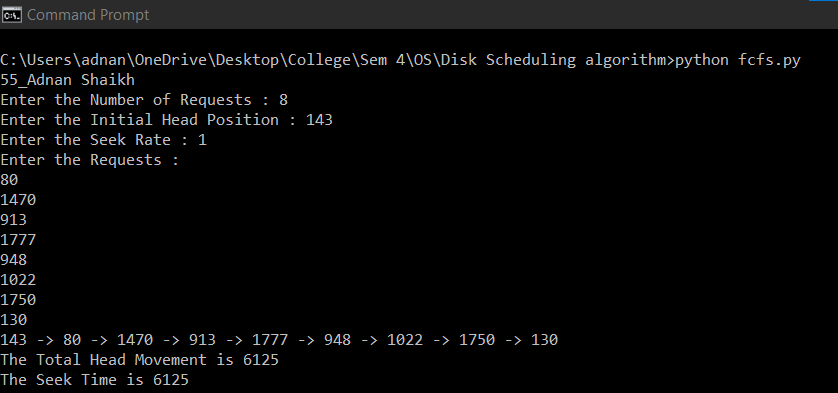 Command Prompt
C:\Users\adnan\OneDrive\Desktop\College\Sem 4\OS\Disk Scheduling algorithm>python fcfs.py
55_Adnan Shaikh
Enter the Number of Requests : 8
Enter the Initial Head Position : 143
Enter the Seek Rate : 1
Enter the Requests :
80
1470
913
1777
948
1022
1750
130
143 -> 80 -> 1470 -> 913 -> 1777 -> 948 -> 1022 -> 1750 -> 130
The Total Head Movement is 6125
The Seek Time is 6125